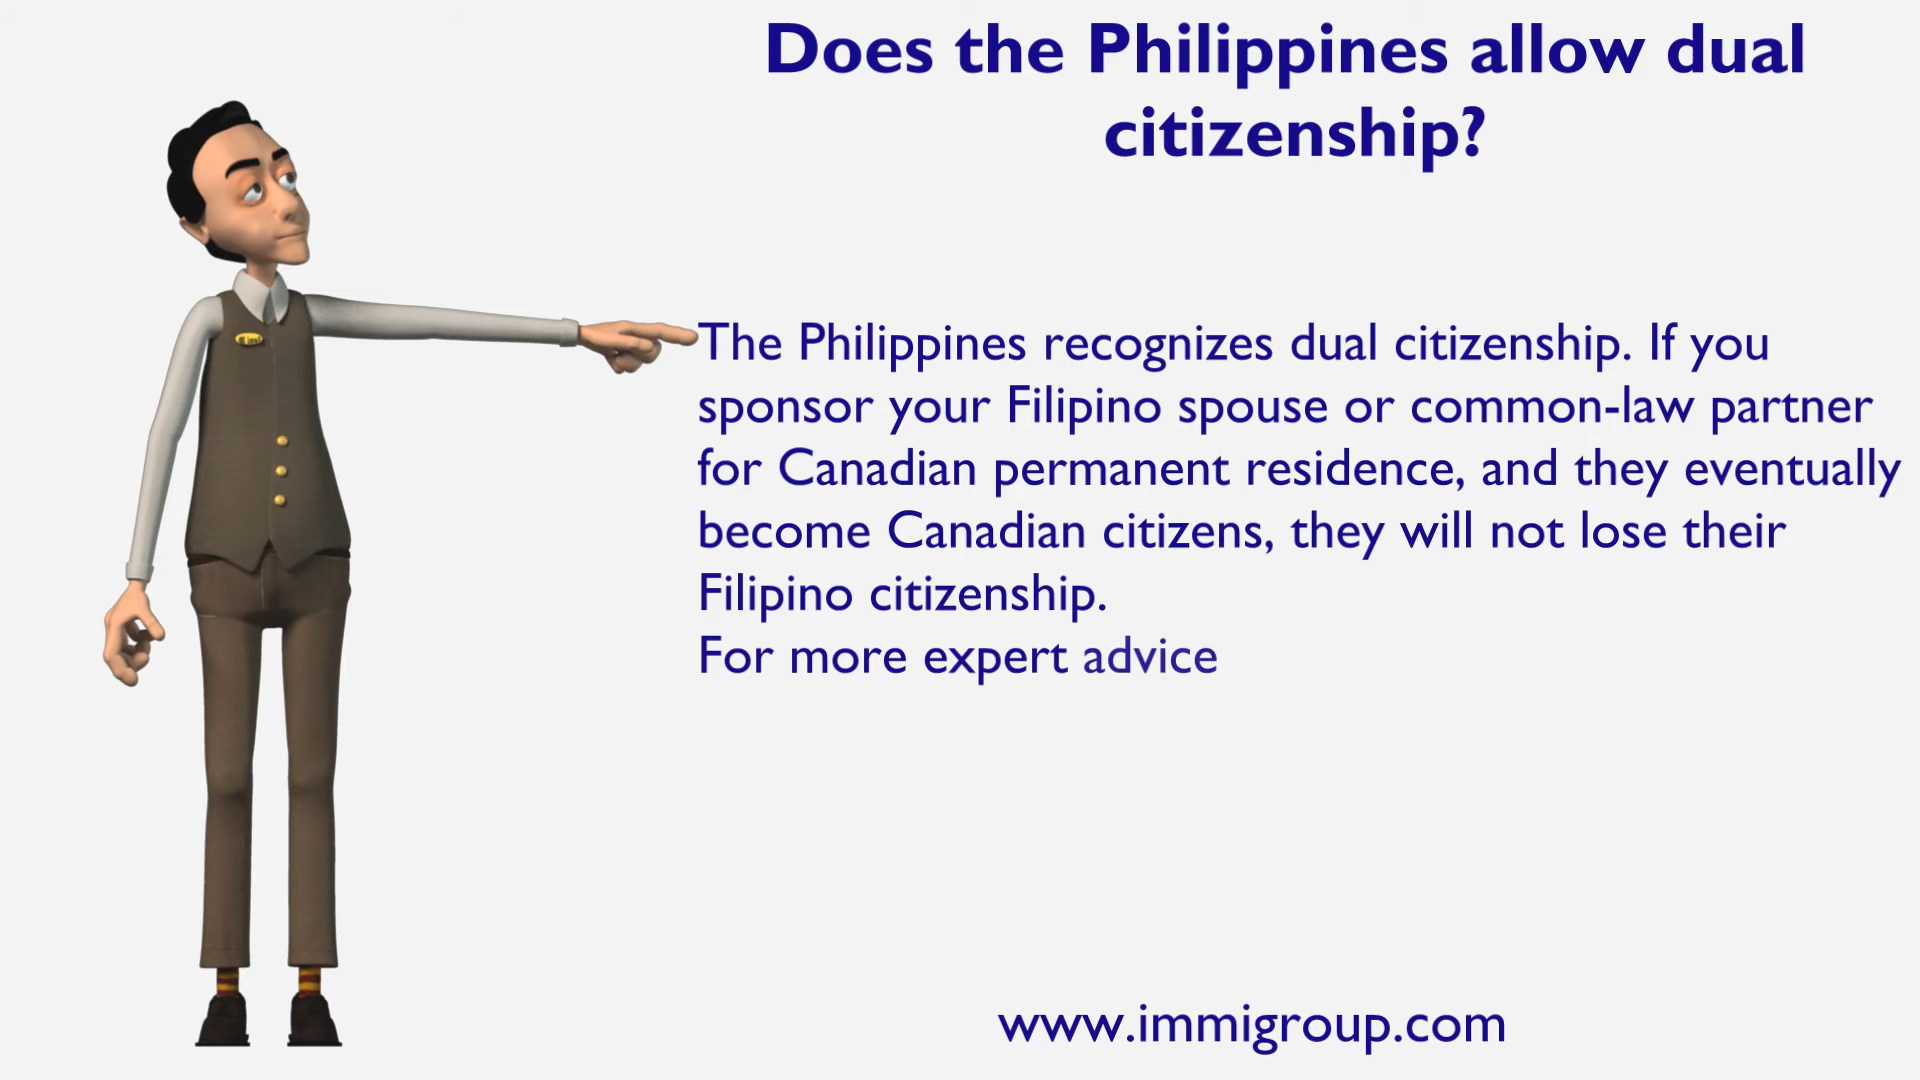 Does the Philippines allow dual
citizenship?
The Philippines recognizes dual citizenship. If you
sponsor your Filipino spouse or common-law partner
for Canadian permanent residence, and they eventually
become Canadian citizens, they will not lose their
Filipino citizenship.
For more expert advice
www.immigroup.com